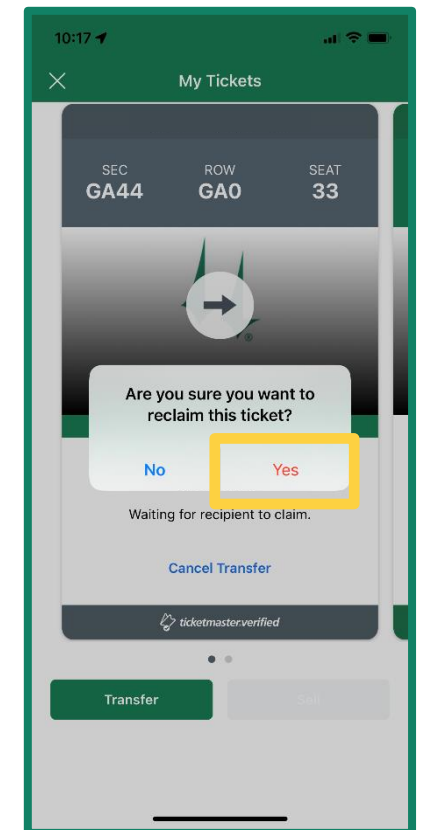 10:17
My Tickets
SEC ROW SEAT
GA44 GA0 33
Are you sure you want to
reclaim this ticket?
No Yes
Waiting for recipient to claim.
Cancel Transfer
ticketmaster.verified
Transfer Sell